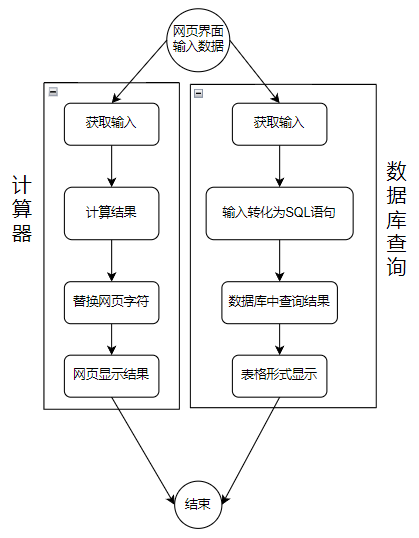 网页界面
输入数据
计算器
获取输入
计算结果
替换网页字符
网页显示结果
数据库查询
获取输入
输入转化为SQL语句
数据库中查询结果
表格形式显示
结束